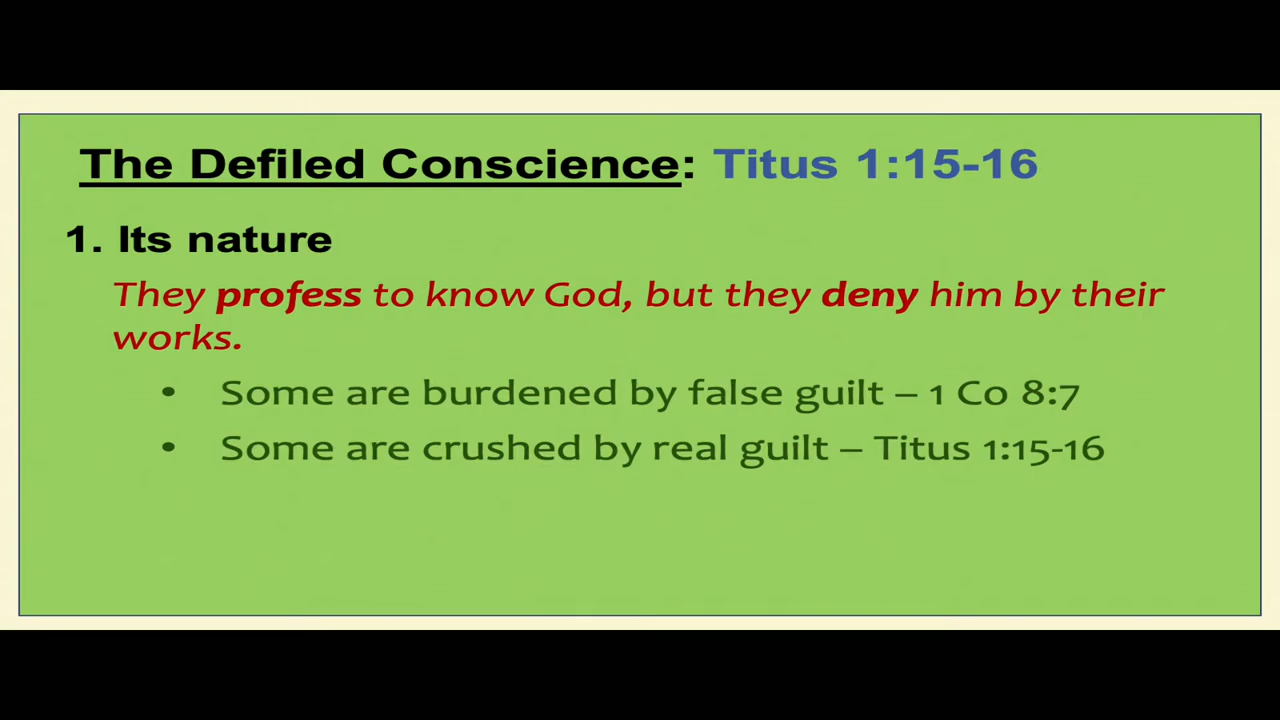 The Defiled Conscience: Titus 1:15-16
1. Its nature
They profess to know God, but they deny him by their
works.
• Some are burdened by false guilt – 1 Co 8:7
• Some are crushed by real guilt – Titus 1:15-16